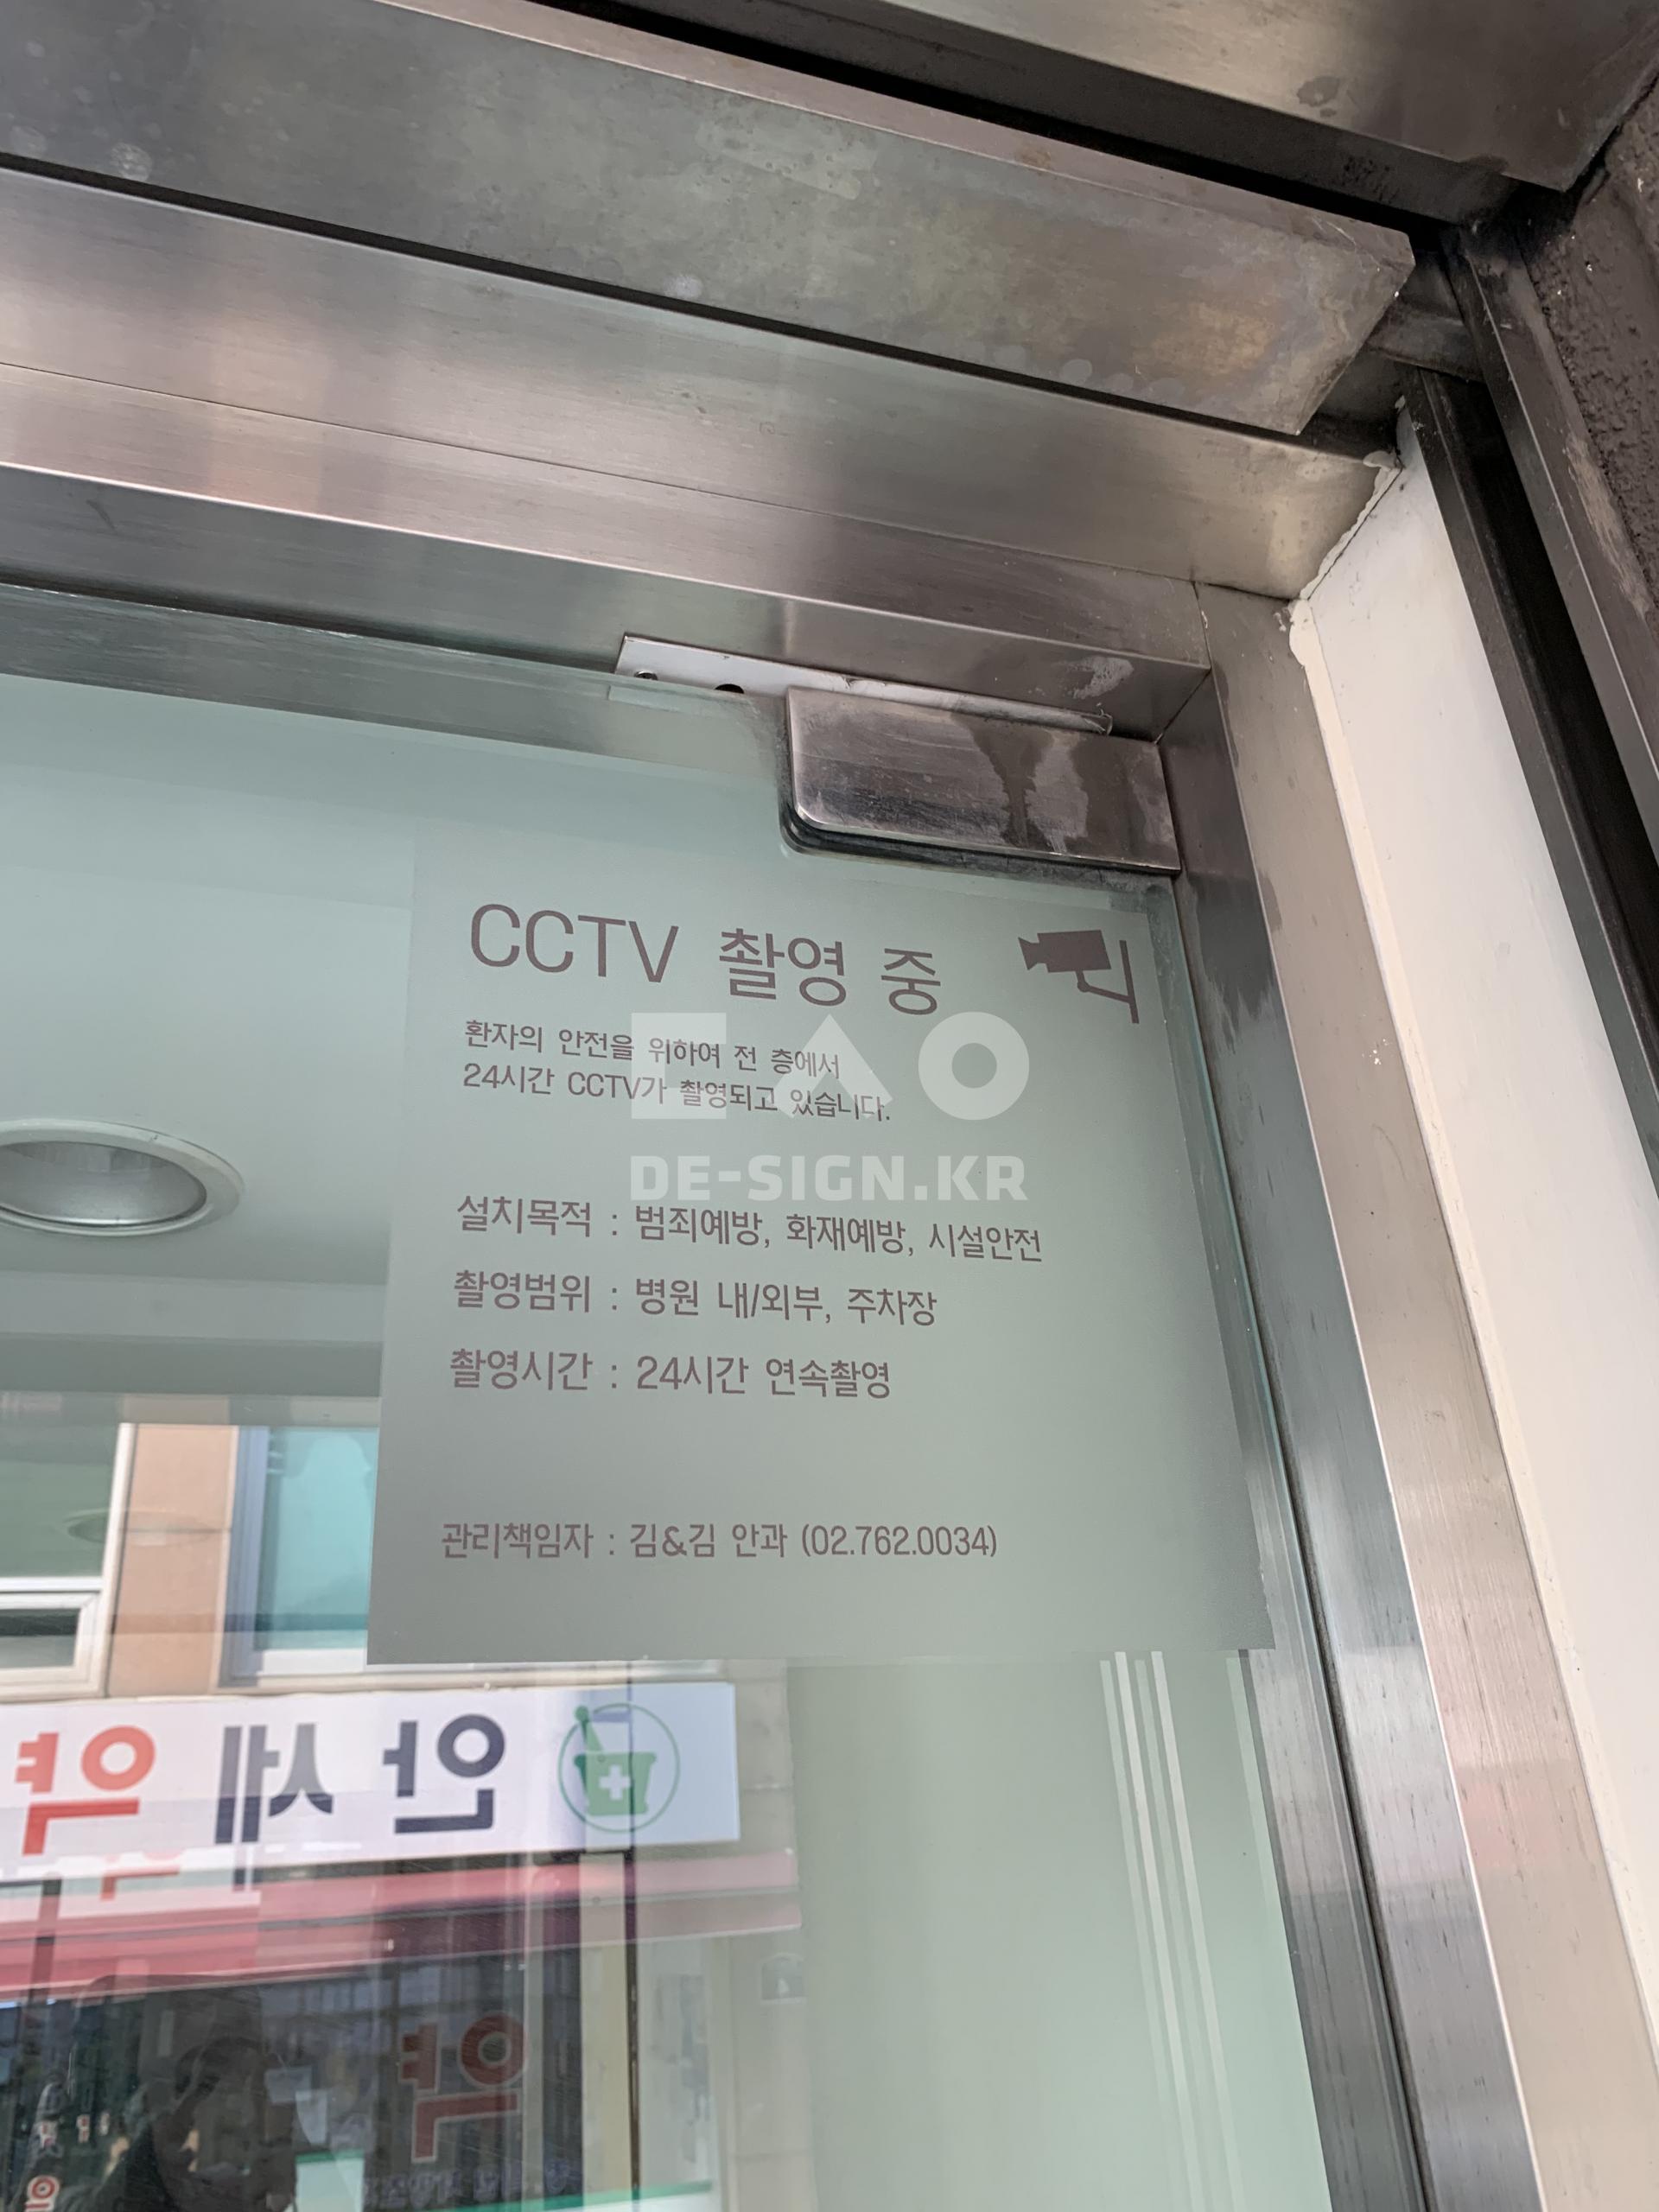 CCTV 촬영 중
환자의 안전을 위하여 전 층에서
24시간 CCTV가 촬영되고 있습니다.
DE-SIGN.KR
설치목적 : 범죄예방, 화재예방, 시설안전
촬영범위 : 병원 내/외부, 주차장
촬영시간 : 24시간 연속촬영
관리책임자 : 김&김 안과 (02.762.0034)
안세약
약